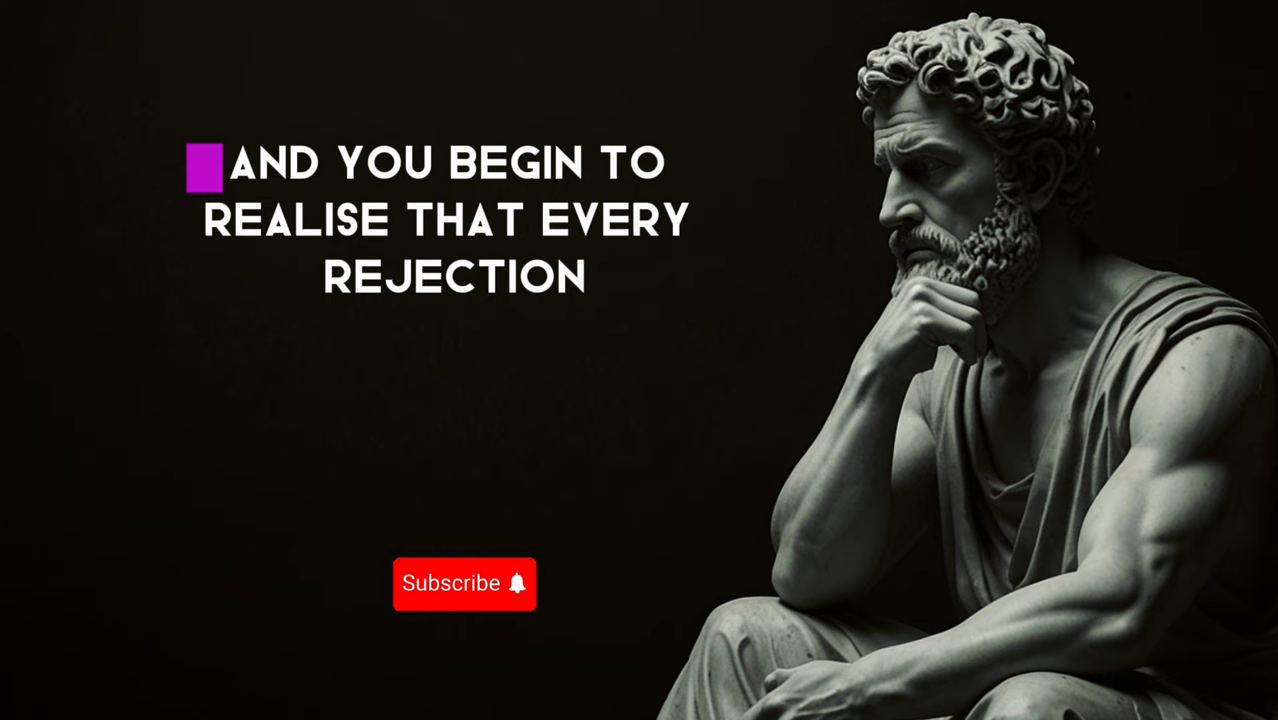 AND YOU BEGIN TO
REALISE THAT EVERY
REJECTION
Subscribe